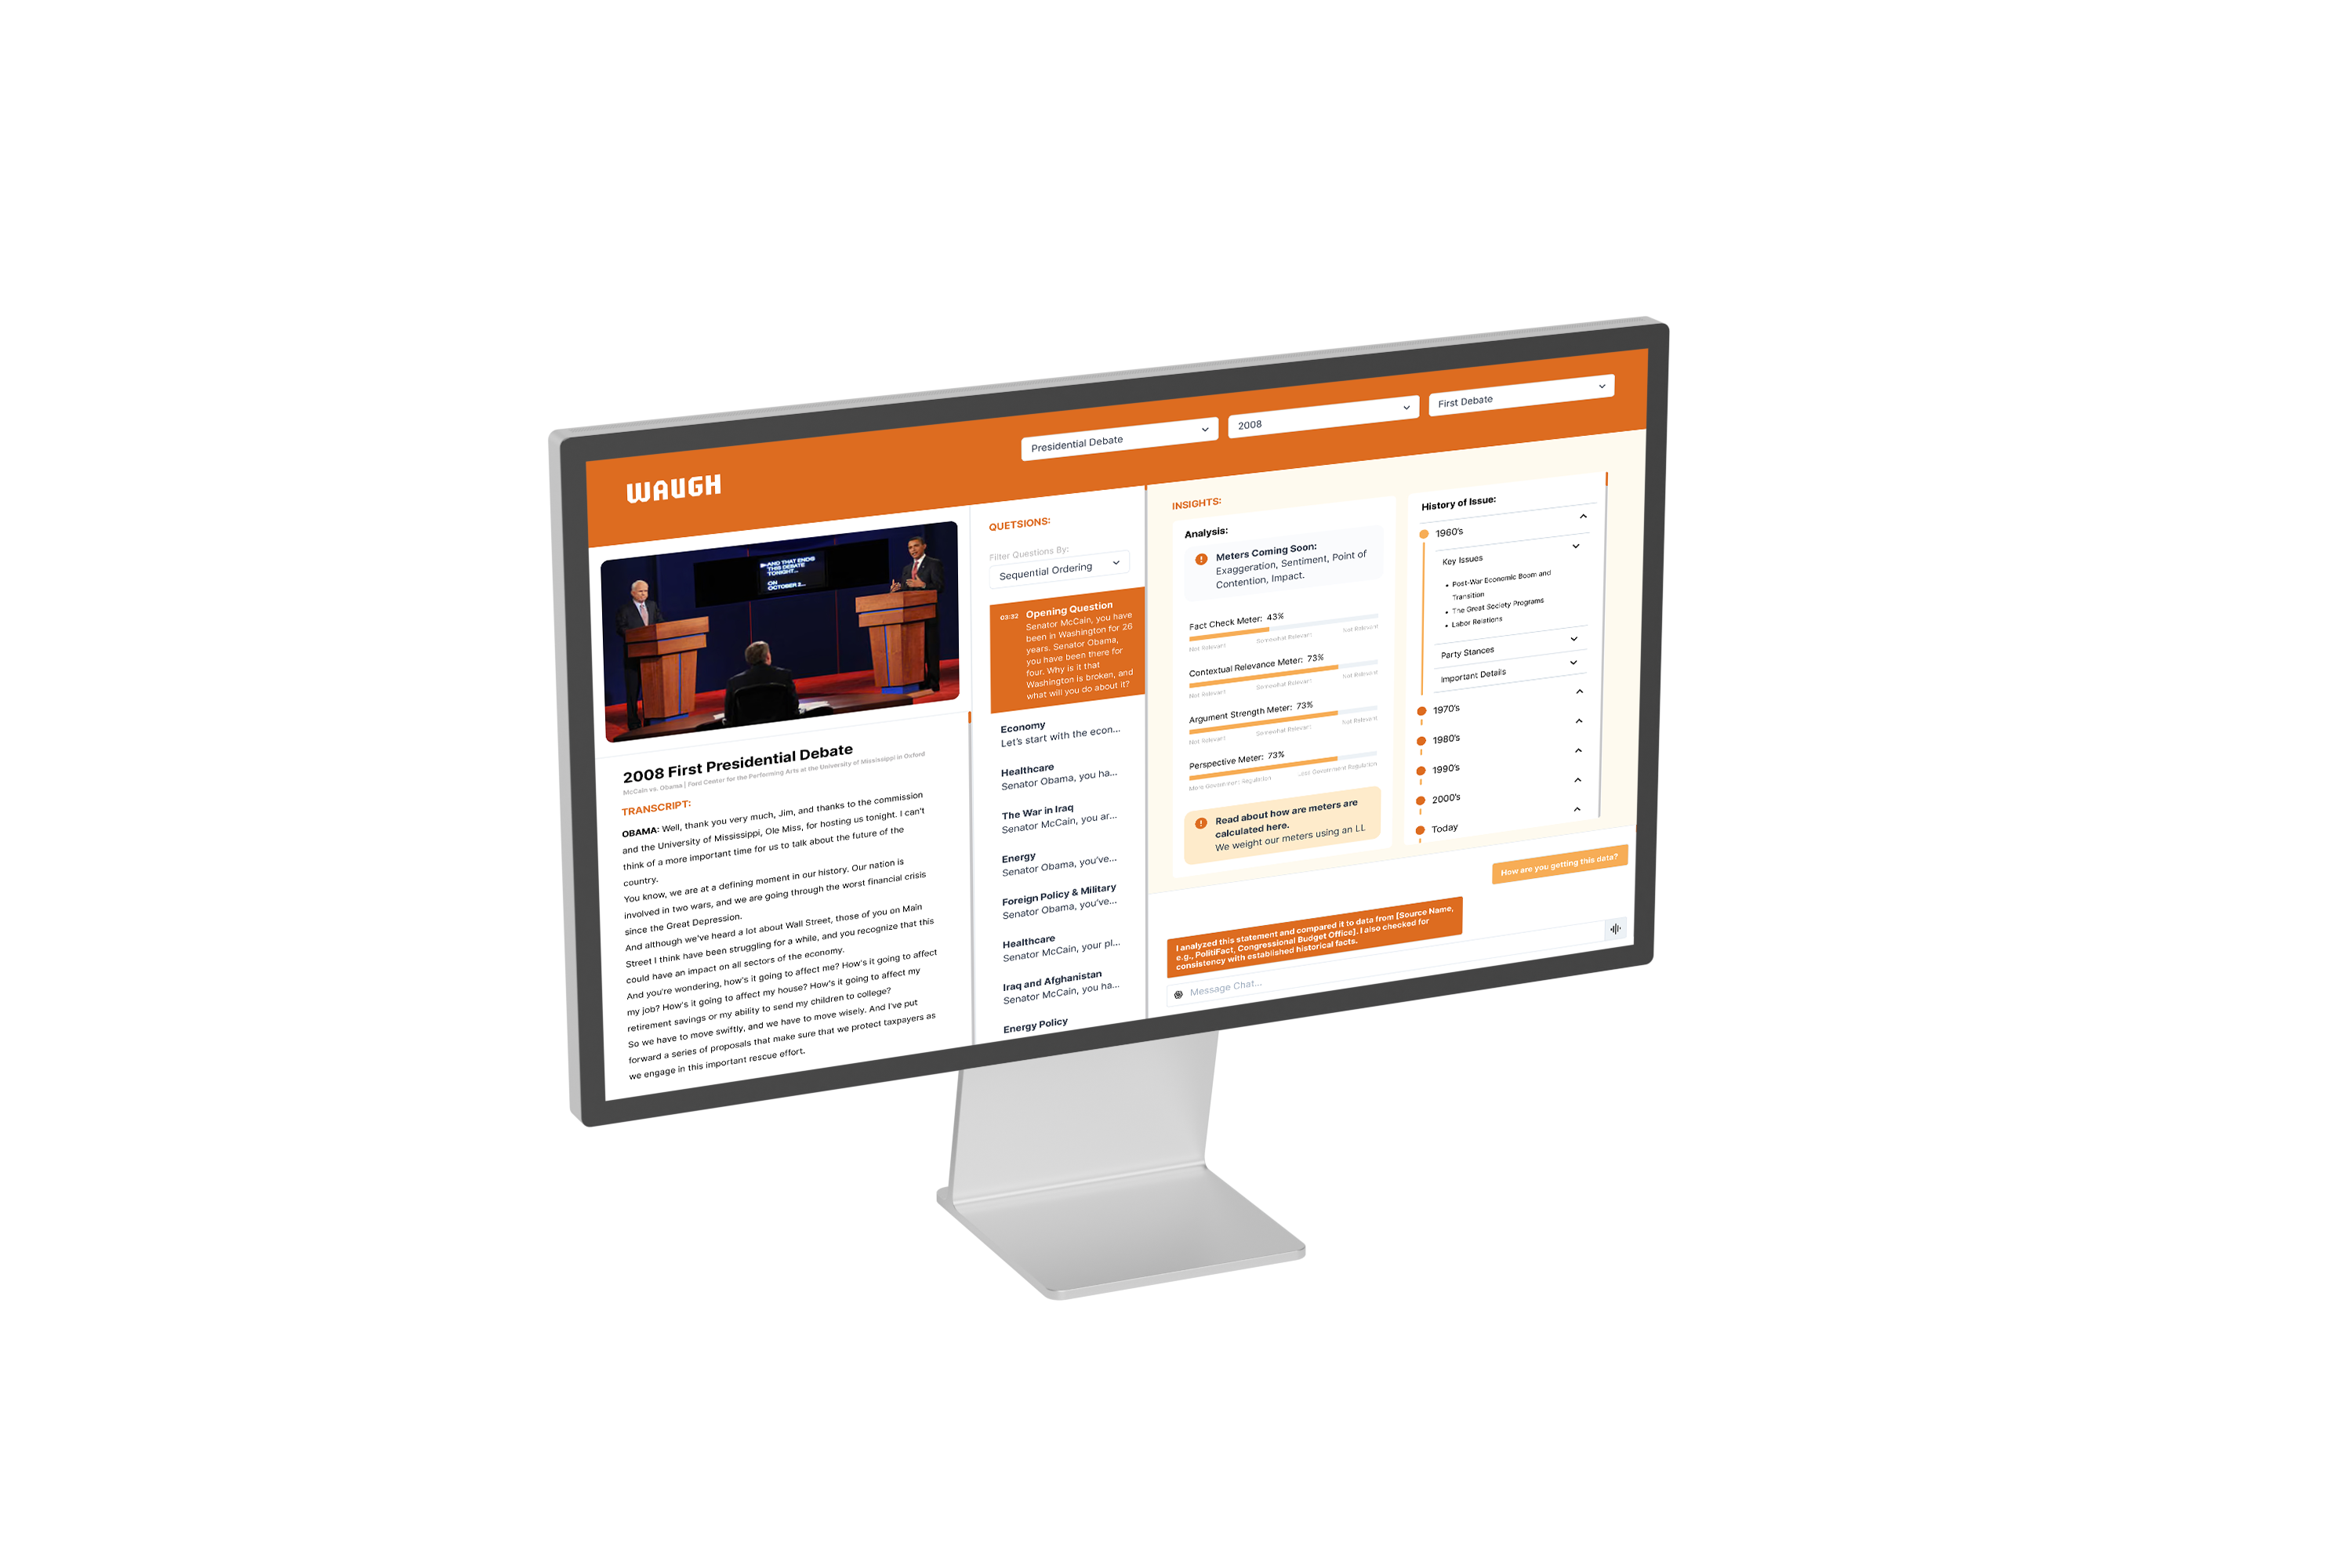 WAUGH
Presidential Debate
2008
First Debate
AND THAT ENDS
THIS DEBATE
TONIGHT...
ON
OCTOBER 2...
2008 First Presidential Debate
McCain vs. Obama | Ford Center for the Performing Arts at the University of Mississippi in Oxford
TRANSCRIPT:
OBAMA: Well, thank you very much, Jim, and thanks to the commission
and the University of Mississippi, Ole Miss, for hosting us tonight. I can't
think of a more important time for us to talk about the future of the
country.
You know, we are at a defining moment in our history. Our nation is
involved in two wars, and we are going through the worst financial crisis
since the Great Depression.
And although we've heard a lot about Wall Street, those of you on Main
Street I think have been struggling for a while, and you recognize that this
could have an impact on all sectors of the economy.
And you're wondering, how's it going to affect me? How's it going to affect
my job? How's it going to affect my house? How's it going to affect my
retirement savings or my ability to send my children to college?
So we have to move swiftly, and we have to move wisely. And I've put
forward a series of proposals that make sure that we protect taxpayers as
we engage in this important rescue effort.
QUETSIONS:
Filter Questions By:
Sequential Ordering
03:32 Opening Question
Senator McCain, you have
been in Washington for 26
years. Senator Obama,
you have been there for
four. Why is it that
Washington is broken, and
what will you do about it?
Economy
Let's start with the econ...
Healthcare
Senator Obama, you ha...
The War in Iraq
Senator McCain, you ar...
Energy
Senator Obama, you've...
Foreign Policy & Military
Senator Obama, you've...
Healthcare
Senator McCain, your pl...
Iraq and Afghanistan
Senator McCain, you ha...
Energy Policy
INSIGHTS:
Analysis:
Meters Coming Soon:
Exaggeration, Sentiment, Point of
Contention, Impact.
Fact Check Meter: 43%
Not Relevant Somewhat Relevant Not Relevant
Contextual Relevance Meter: 73%
Not Relevant Somewhat Relevant Not Relevant
Argument Strength Meter: 73%
Not Relevant Somewhat Relevant Not Relevant
Perspective Meter: 73%
More Government Regulation Government Regulation
Read about how are meters are
calculated here.
We weight our meters using an LL
History of Issue:
1960's
Key Issues
• Post-War Economic Boom and
Transition
• The Great Society Programs
• Labor Relations
Party Stances
Important Details
1970's
1980's
1990's
2000's
Today
How are you getting this data?
I analyzed this statement and compared it to data from [Source Name,
e.g., PolitiFact, Congressional Budget Office]. I also checked for
consistency with established historical facts.
Message Chat...